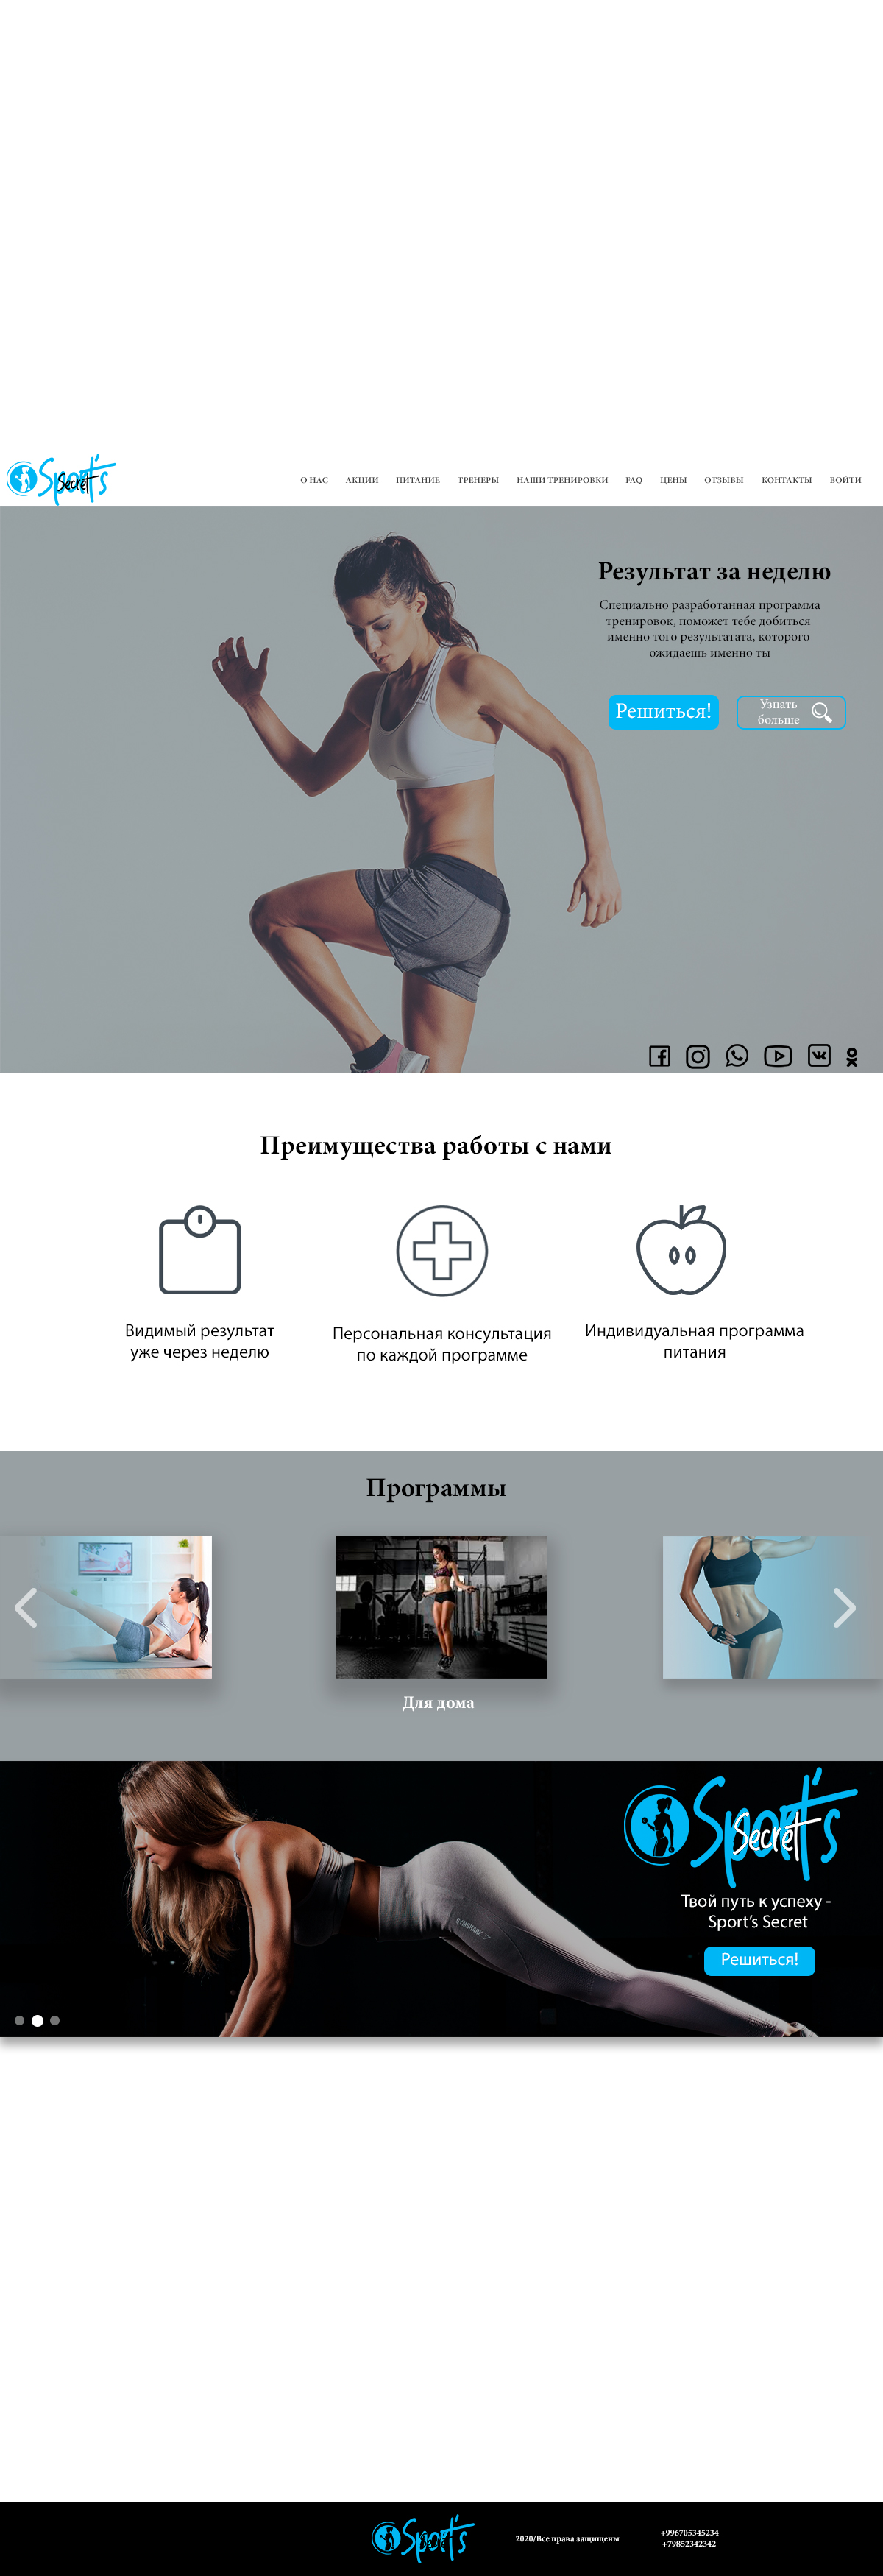 Sport's
Secret
О НАС АКЦИИ ПИТАНИЕ ТРЕНЕРЫ НАШИ ТРЕНИРОВКИ FAQ ЦЕНЫ ОТЗЫВЫ КОНТАКТЫ ВОЙТИ
Результат за неделю
Специально разработанная программа
тренировок, поможет тебе добиться
именно того результатата, которого
ожидаешь именно ты
Решиться!
Узнать
больше
Преимущества работы с нами
Видимый результат
уже через неделю
Персональная консультация
по каждой программе
Индивидуальная программа
питания
Программы
Для дома
GYMSHARK
Sport's
Secret
Твой путь к успеху -
Sport’s Secret
Решиться!
Sport's
Secret
2020/Все права защищены
+996705345234
+79852342342